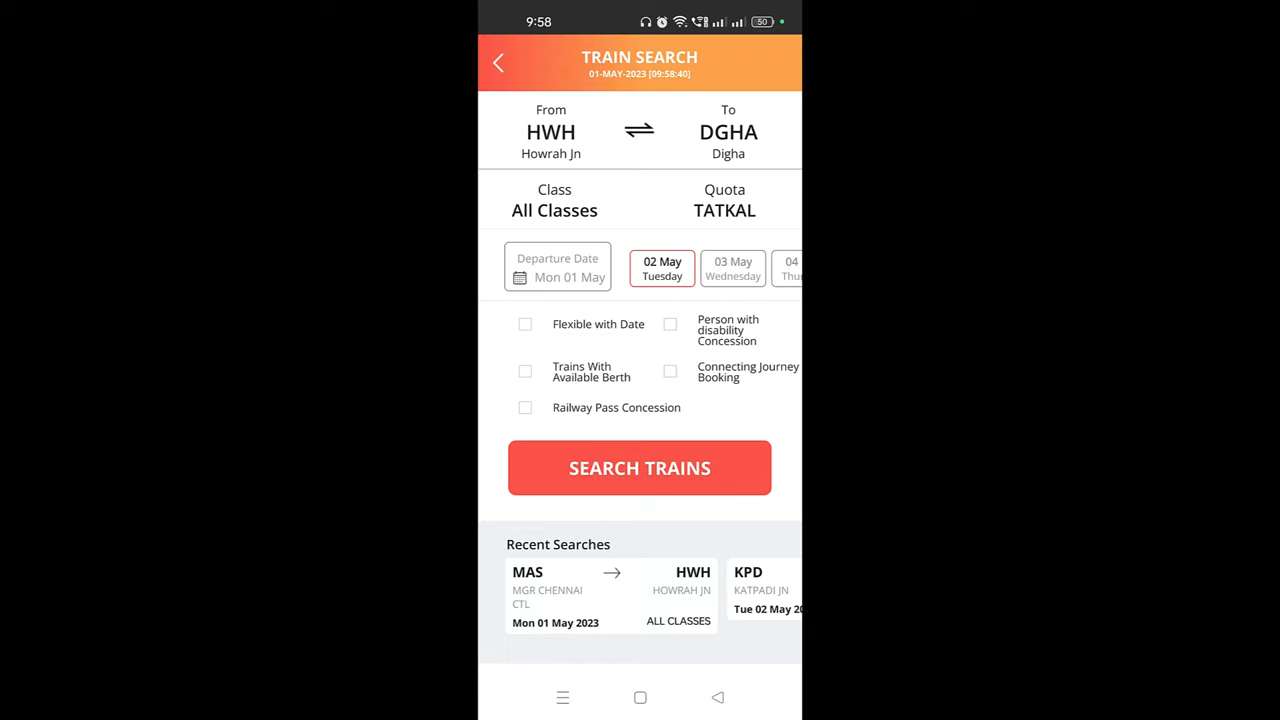 9:58
50
TRAIN SEARCH
01-MAY-2023 [09:58:40]
From
To
HWH
DGHA
Howrah Jn
Digha
Class
Quota
All Classes
TATKAL
Departure Date
Mon 01 May
02 May
Tuesday
03 May
Wednesday
04
Thu
Flexible with Date
Person with
disability
Concession
Trains With
Available Berth
Connecting Journey
Booking
Railway Pass Concession
SEARCH TRAINS
Recent Searches
MAS
HWH
MGR CHENNAI
CTL
HOWRAH JN
Mon 01 May 2023
ALL CLASSES
KPD
KATPADI JN
Tue 02 May 20